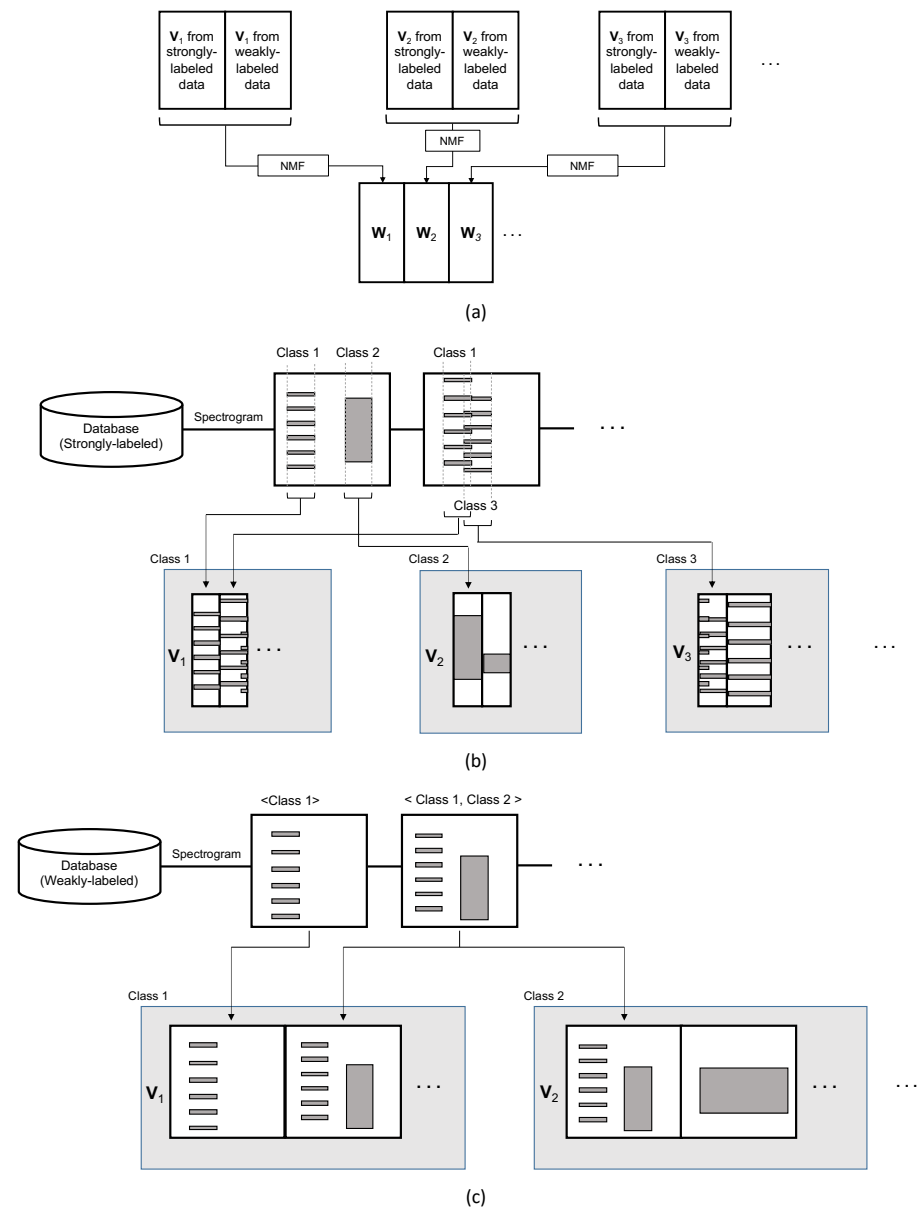 V1 from strongly-labeled data
V1 from weakly-labeled data
V2 from strongly-labeled data
V2 from weakly-labeled data
V3 from strongly-labeled data
V3 from weakly-labeled data
...
NMF
NMF
NMF
W1
W2
W3
...
(a)
Class 1
Class 2
Class 1
Database
(Strongly-labeled)
Spectrogram
...
Class 3
Class 1
Class 2
Class 3
V1
...
V2
...
V3
...
...
(b)
<Class 1>
< Class 1, Class 2 >
Database
(Weakly-labeled)
Spectrogram
...
Class 1
Class 2
V1
...
V2
...
...
(c)